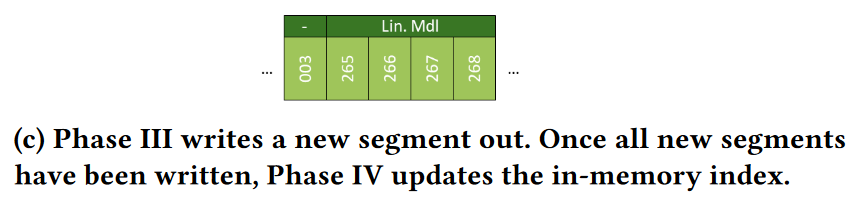 - Lin. Mdl
... 003 265 266 267 268 ...
(c) Phase III writes a new segment out. Once all new segments
have been written, Phase IV updates the in-memory index.